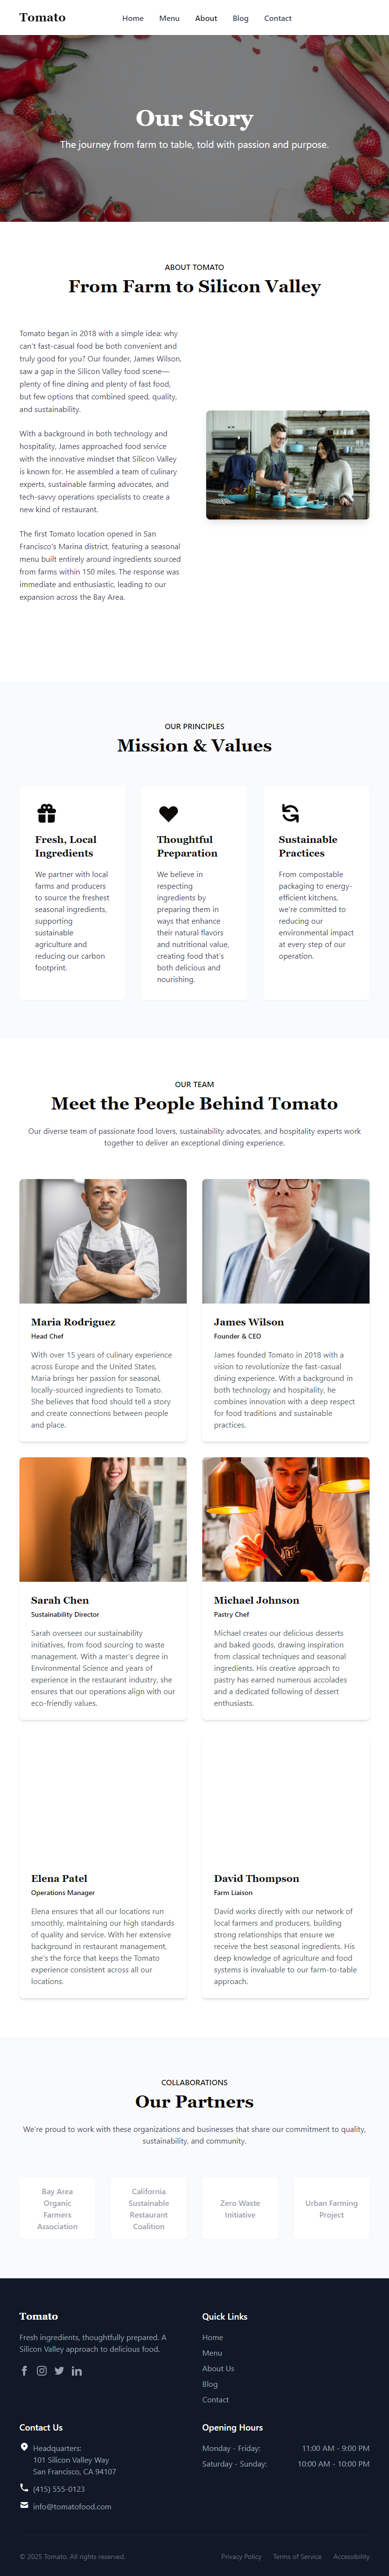 Tomato
Home Menu About Blog Contact
Our Story
The journey from farm to table, told with passion and purpose.
ABOUT TOMATO
From Farm to Silicon Valley
Tomato began in 2018 with a simple idea: why
can't fast-casual food be both convenient and
truly good for you? Our founder, James Wilson,
saw a gap in the Silicon Valley food scene—
plenty of fine dining and plenty of fast food,
but few options that combined speed, quality,
and sustainability.
With a background in both technology and
hospitality, James approached food service
with the innovative mindset that Silicon Valley
is known for. He assembled a team of culinary
experts, sustainable farming advocates, and
tech-savvy operations specialists to create a
new kind of restaurant.
The first Tomato location opened in San
Francisco's Marina district, featuring a seasonal
menu built entirely around ingredients sourced
from farms within 150 miles. The response was
immediate and enthusiastic, leading to our
expansion across the Bay Area.
OUR PRINCIPLES
Mission & Values
Fresh, Local
Ingredients
We partner with local
farms and producers
to source the freshest
seasonal ingredients,
supporting
sustainable
agriculture and
reducing our carbon
footprint.
Thoughtful
Preparation
We believe in
respecting
ingredients by
preparing them in
ways that enhance
their natural flavors
and nutritional value,
creating food that's
both delicious and
nourishing.
Sustainable
Practices
From compostable
packaging to energy-
efficient kitchens,
we're committed to
reducing our
environmental impact
at every step of our
operation.
OUR TEAM
Meet the People Behind Tomato
Our diverse team of passionate food lovers, sustainability advocates, and hospitality experts work
together to deliver an exceptional dining experience.
Maria Rodriguez
Head Chef
With over 15 years of culinary experience
across Europe and the United States,
Maria brings her passion for seasonal,
locally-sourced ingredients to Tomato.
She believes that food should tell a story
and create connections between people
and place.
James Wilson
Founder & CEO
James founded Tomato in 2018 with a
vision to revolutionize the fast-casual
dining experience. With a background in
both technology and hospitality, he
combines innovation with a deep respect
for food traditions and sustainable
practices.
Sarah Chen
Sustainability Director
Sarah oversees our sustainability
initiatives, from food sourcing to waste
management. With a master's degree in
Environmental Science and years of
experience in the restaurant industry, she
ensures that our operations align with our
eco-friendly values.
Michael Johnson
Pastry Chef
Michael creates our delicious desserts
and baked goods, drawing inspiration
from classical techniques and seasonal
ingredients. His creative approach to
pastry has earned numerous accolades
and a dedicated following of dessert
enthusiasts.
Elena Patel
Operations Manager
Elena ensures that all our locations run
smoothly, maintaining our high standards
of quality and service. With her extensive
background in restaurant management,
she's the force that keeps the Tomato
experience consistent across all our
locations.
David Thompson
Farm Liaison
David works directly with our network of
local farmers and producers, building
strong relationships that ensure we
receive the best seasonal ingredients. His
deep knowledge of agriculture and food
systems is invaluable to our farm-to-table
approach.
COLLABORATIONS
Our Partners
We're proud to work with these organizations and businesses that share our commitment to quality,
sustainability, and community.
Bay Area
Organic
Farmers
Association
California
Sustainable
Restaurant
Coalition
Zero Waste
Initiative
Urban Farming
Project
Tomato
Fresh ingredients, thoughtfully prepared. A
Silicon Valley approach to delicious food.
Quick Links
Home
Menu
About Us
Blog
Contact
Contact Us
Headquarters:
101 Silicon Valley Way
San Francisco, CA 94107
(415) 555-0123
info@tomatofood.com
Opening Hours
Monday - Friday: 11:00 AM - 9:00 PM
Saturday - Sunday: 10:00 AM - 10:00 PM
© 2025 Tomato. All rights reserved.
Privacy Policy Terms of Service Accessibility